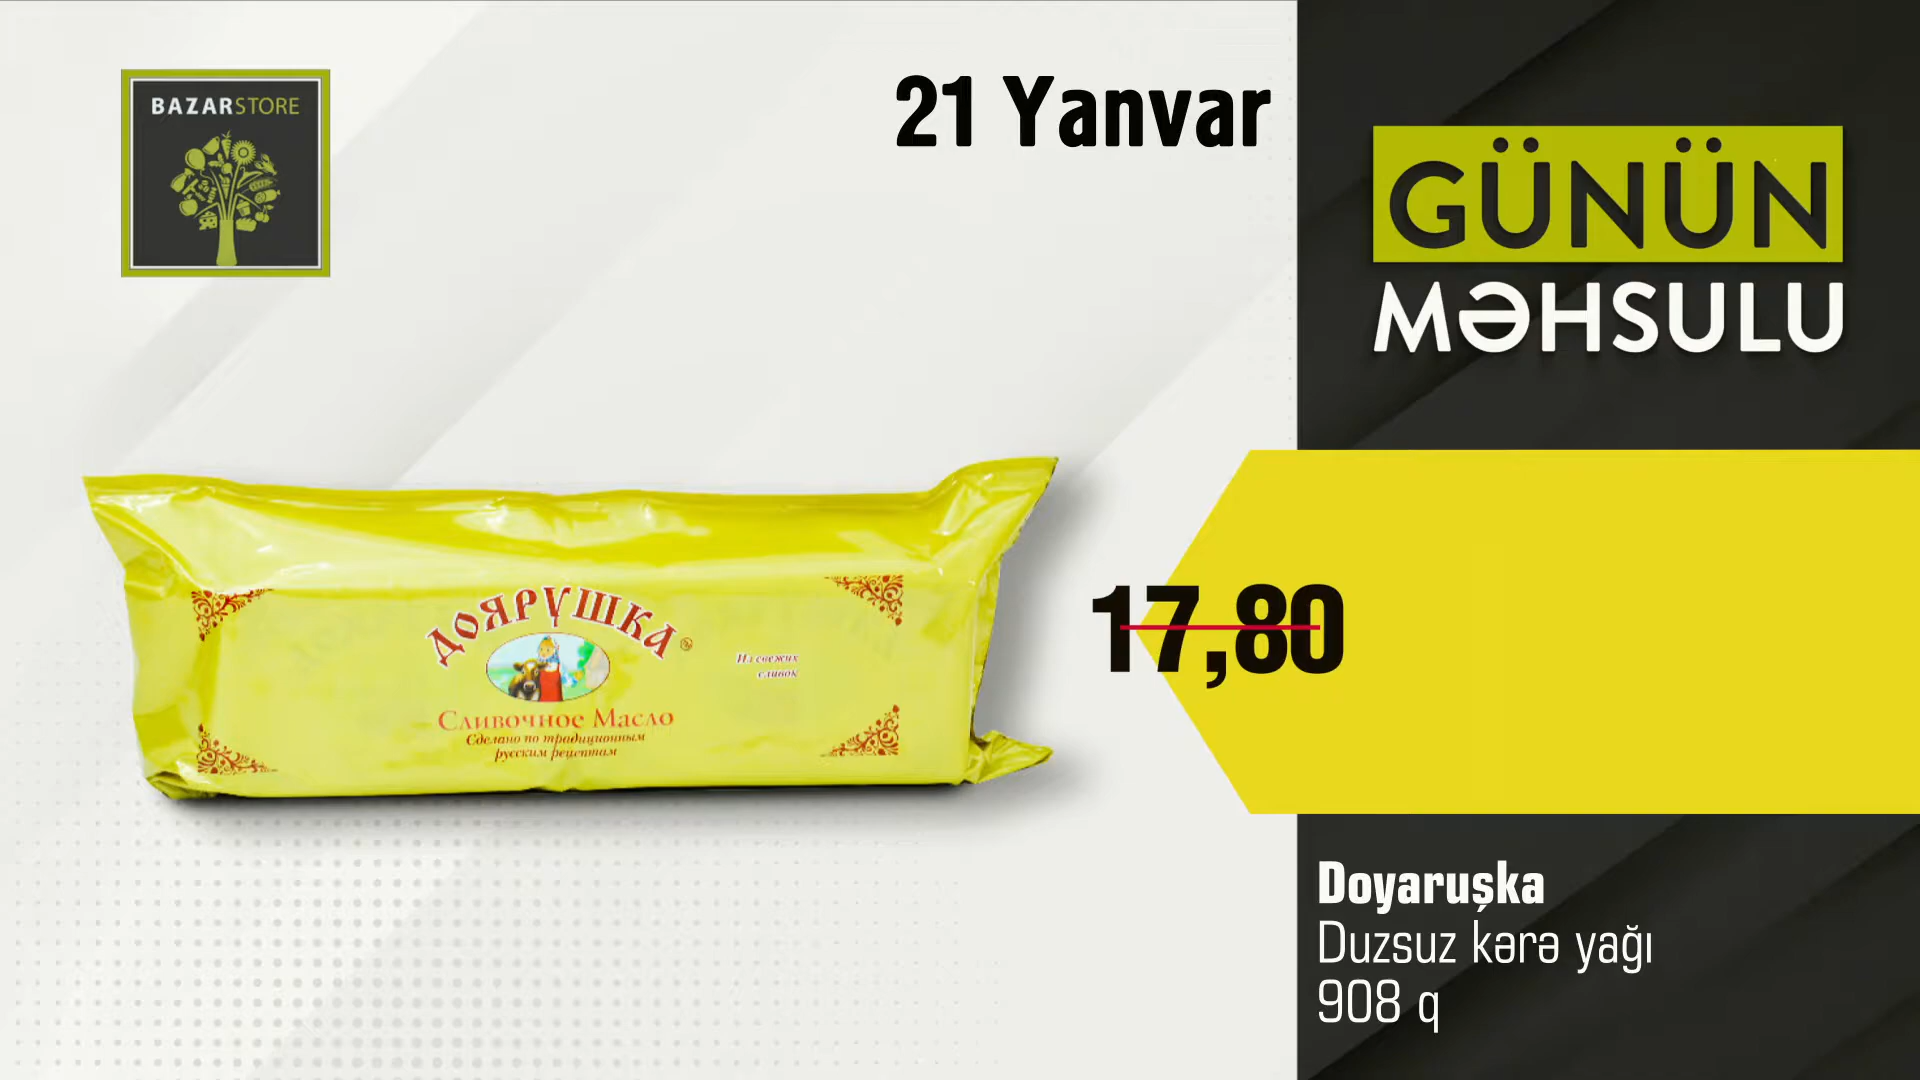 BAZARSTORE
21 Yanvar
GÜNÜN
MƏHSULU
ДОЯРУШКА
Из свежих
сливок
Сливочное Масло
Сделано по традиционным
русским рецептам
17,80
Doyaruşka
Duzsuz kərə yağı
908 q